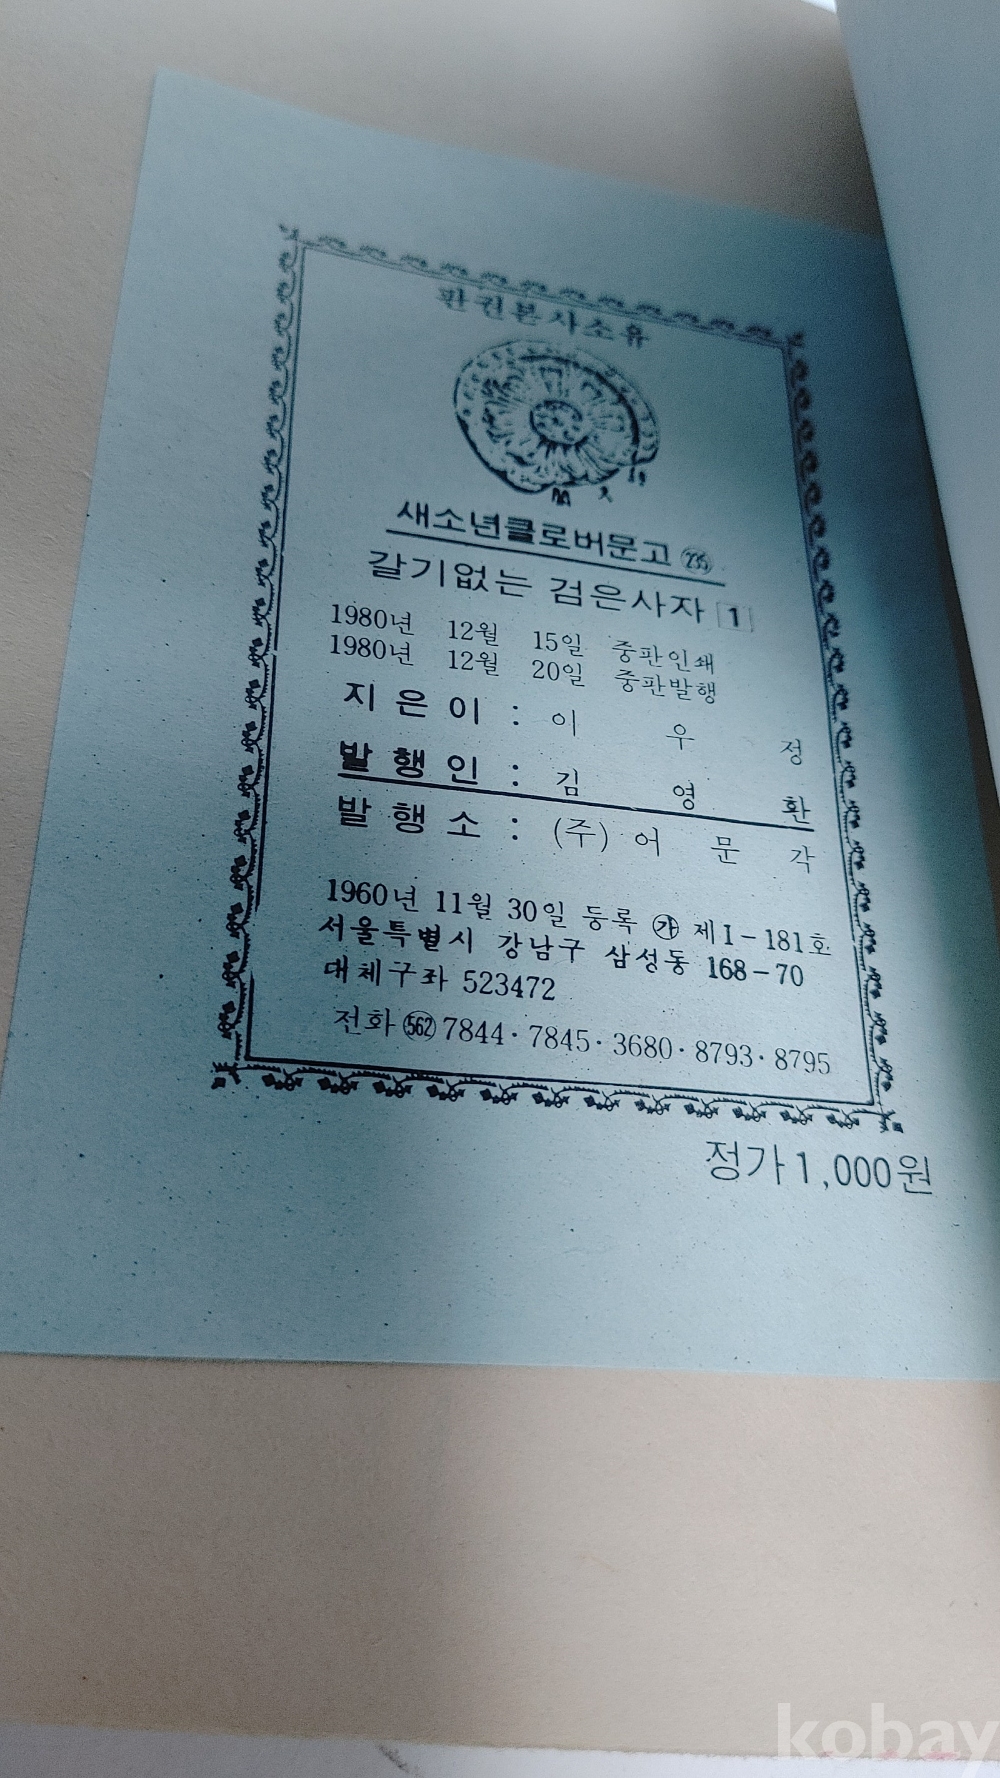 판권본사소유
새소년클로버문고 235
갈기없는 검은사자 1
1980년 12월 15일 중판인쇄
1980년 12월 20일 중판발행
지은이 : 이우정
발행인 : 김영환
발행소 : (주) 어문각
1960년 11월 30일 등록 ㉮ 제1-181호
서울특별시 강남구 삼성동 168-70
대체구좌 523472
전화 562 7844·7845·3680·8793·8795
정가 1,000원
kobay